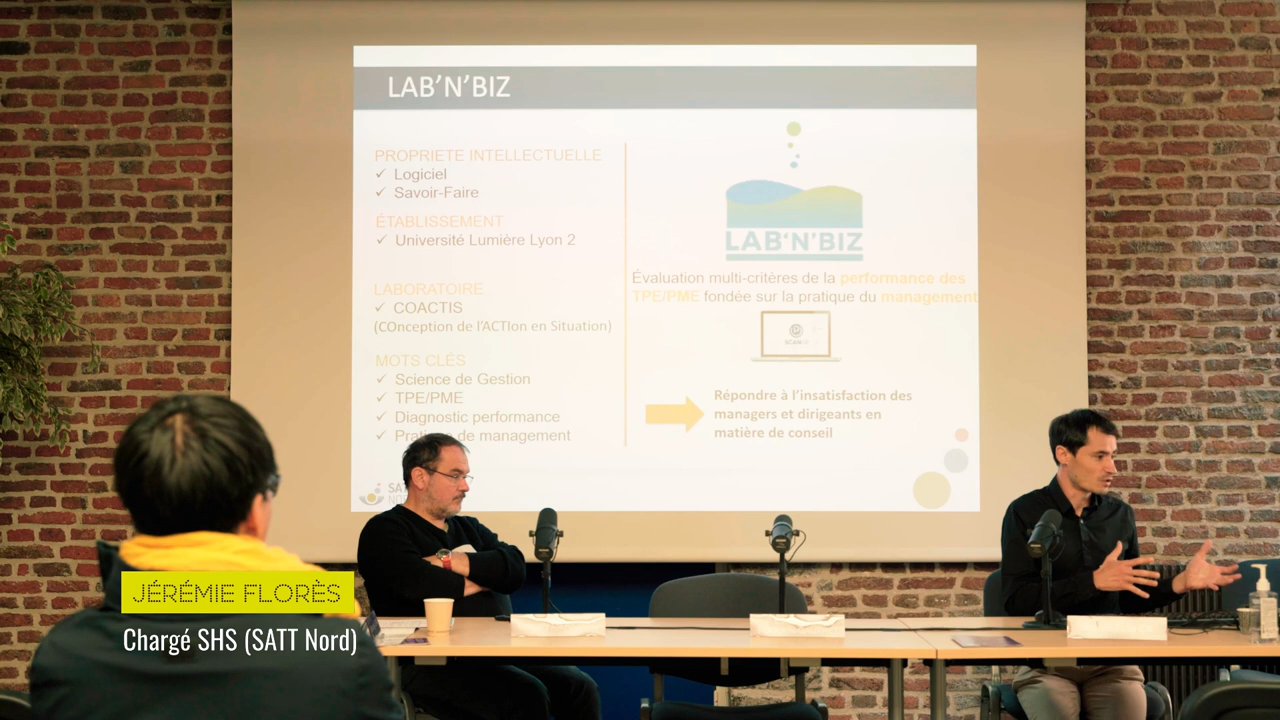 LAB'N'BIZ
PROPRIETE INTELLECTUELLE
✓ Logiciel
✓ Savoir-Faire
ÉTABLISSEMENT
✓ Université Lumière Lyon 2
LABORATOIRE
✓ COACTIS
(COnception de l'ACTIon en Situation)
MOTS CLÉS
✓ Science de Gestion
✓ TPE/PME
✓ Diagnostic performance
✓ de management
LAB'N'BIZ
Évaluation multi-critères de la performance des
TPE/PME fondée sur la pratique du management
Répondre à l'insatisfaction des
managers et dirigeants en
matière de conseil
JÉRÉMIE FLORÈS
Chargé SHS (SATT Nord)